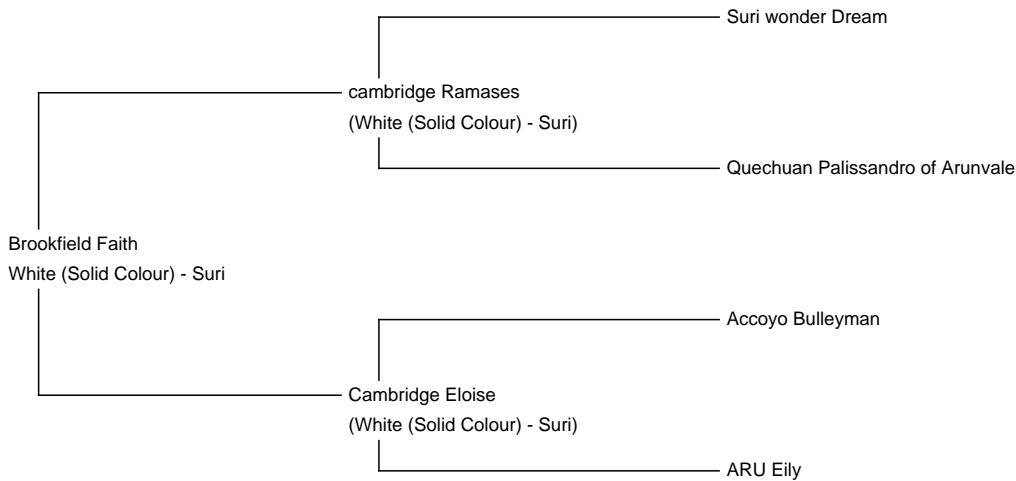 Suri wonder Dream
cambridge Ramases
(White (Solid Colour) - Suri)
Quechuan Palissandro of Arunvale
Brookfield Faith
White (Solid Colour) - Suri
Accoyo Bulleyman
Cambridge Eloise
(White (Solid Colour) - Suri)
ARU Eily